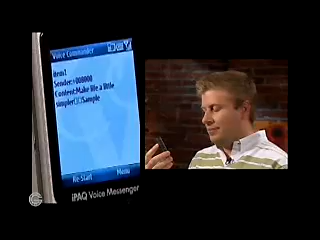 Voice Commander
item1
Sender:+000000
Content:Make life a little
simpler!□□Sample
Re-Start Menu
iPAQ Voice Messenger